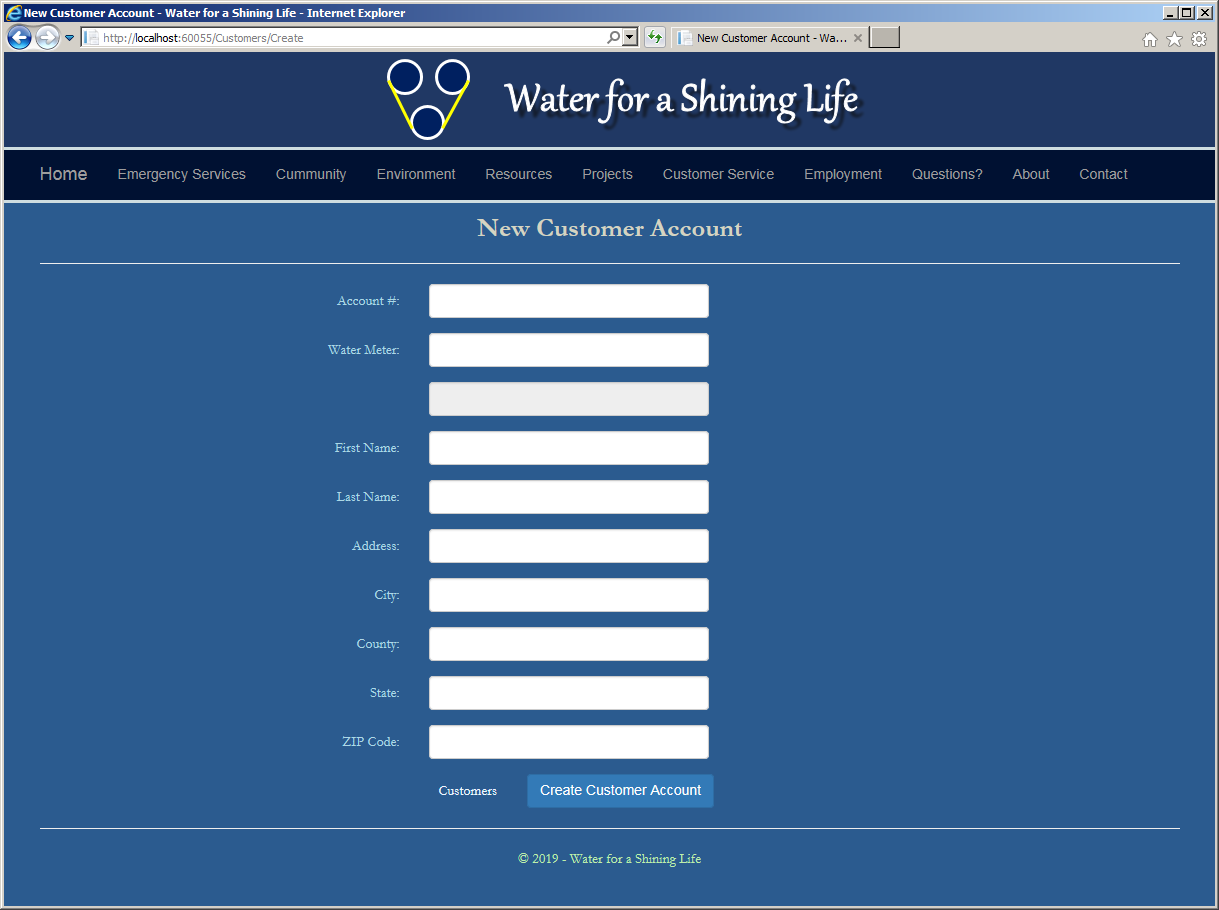 New Customer Account - Water for a Shining Life - Internet Explorer
http://localhost:60055/Customers/Create
New Customer Account - Wa...
Water for a Shining Life
Home Emergency Services Cummunity Environment Resources Projects Customer Service Employment Questions? About Contact
New Customer Account
Account #:
Water Meter:
First Name:
Last Name:
Address:
City:
County:
State:
ZIP Code:
Customers Create Customer Account
© 2019 - Water for a Shining Life